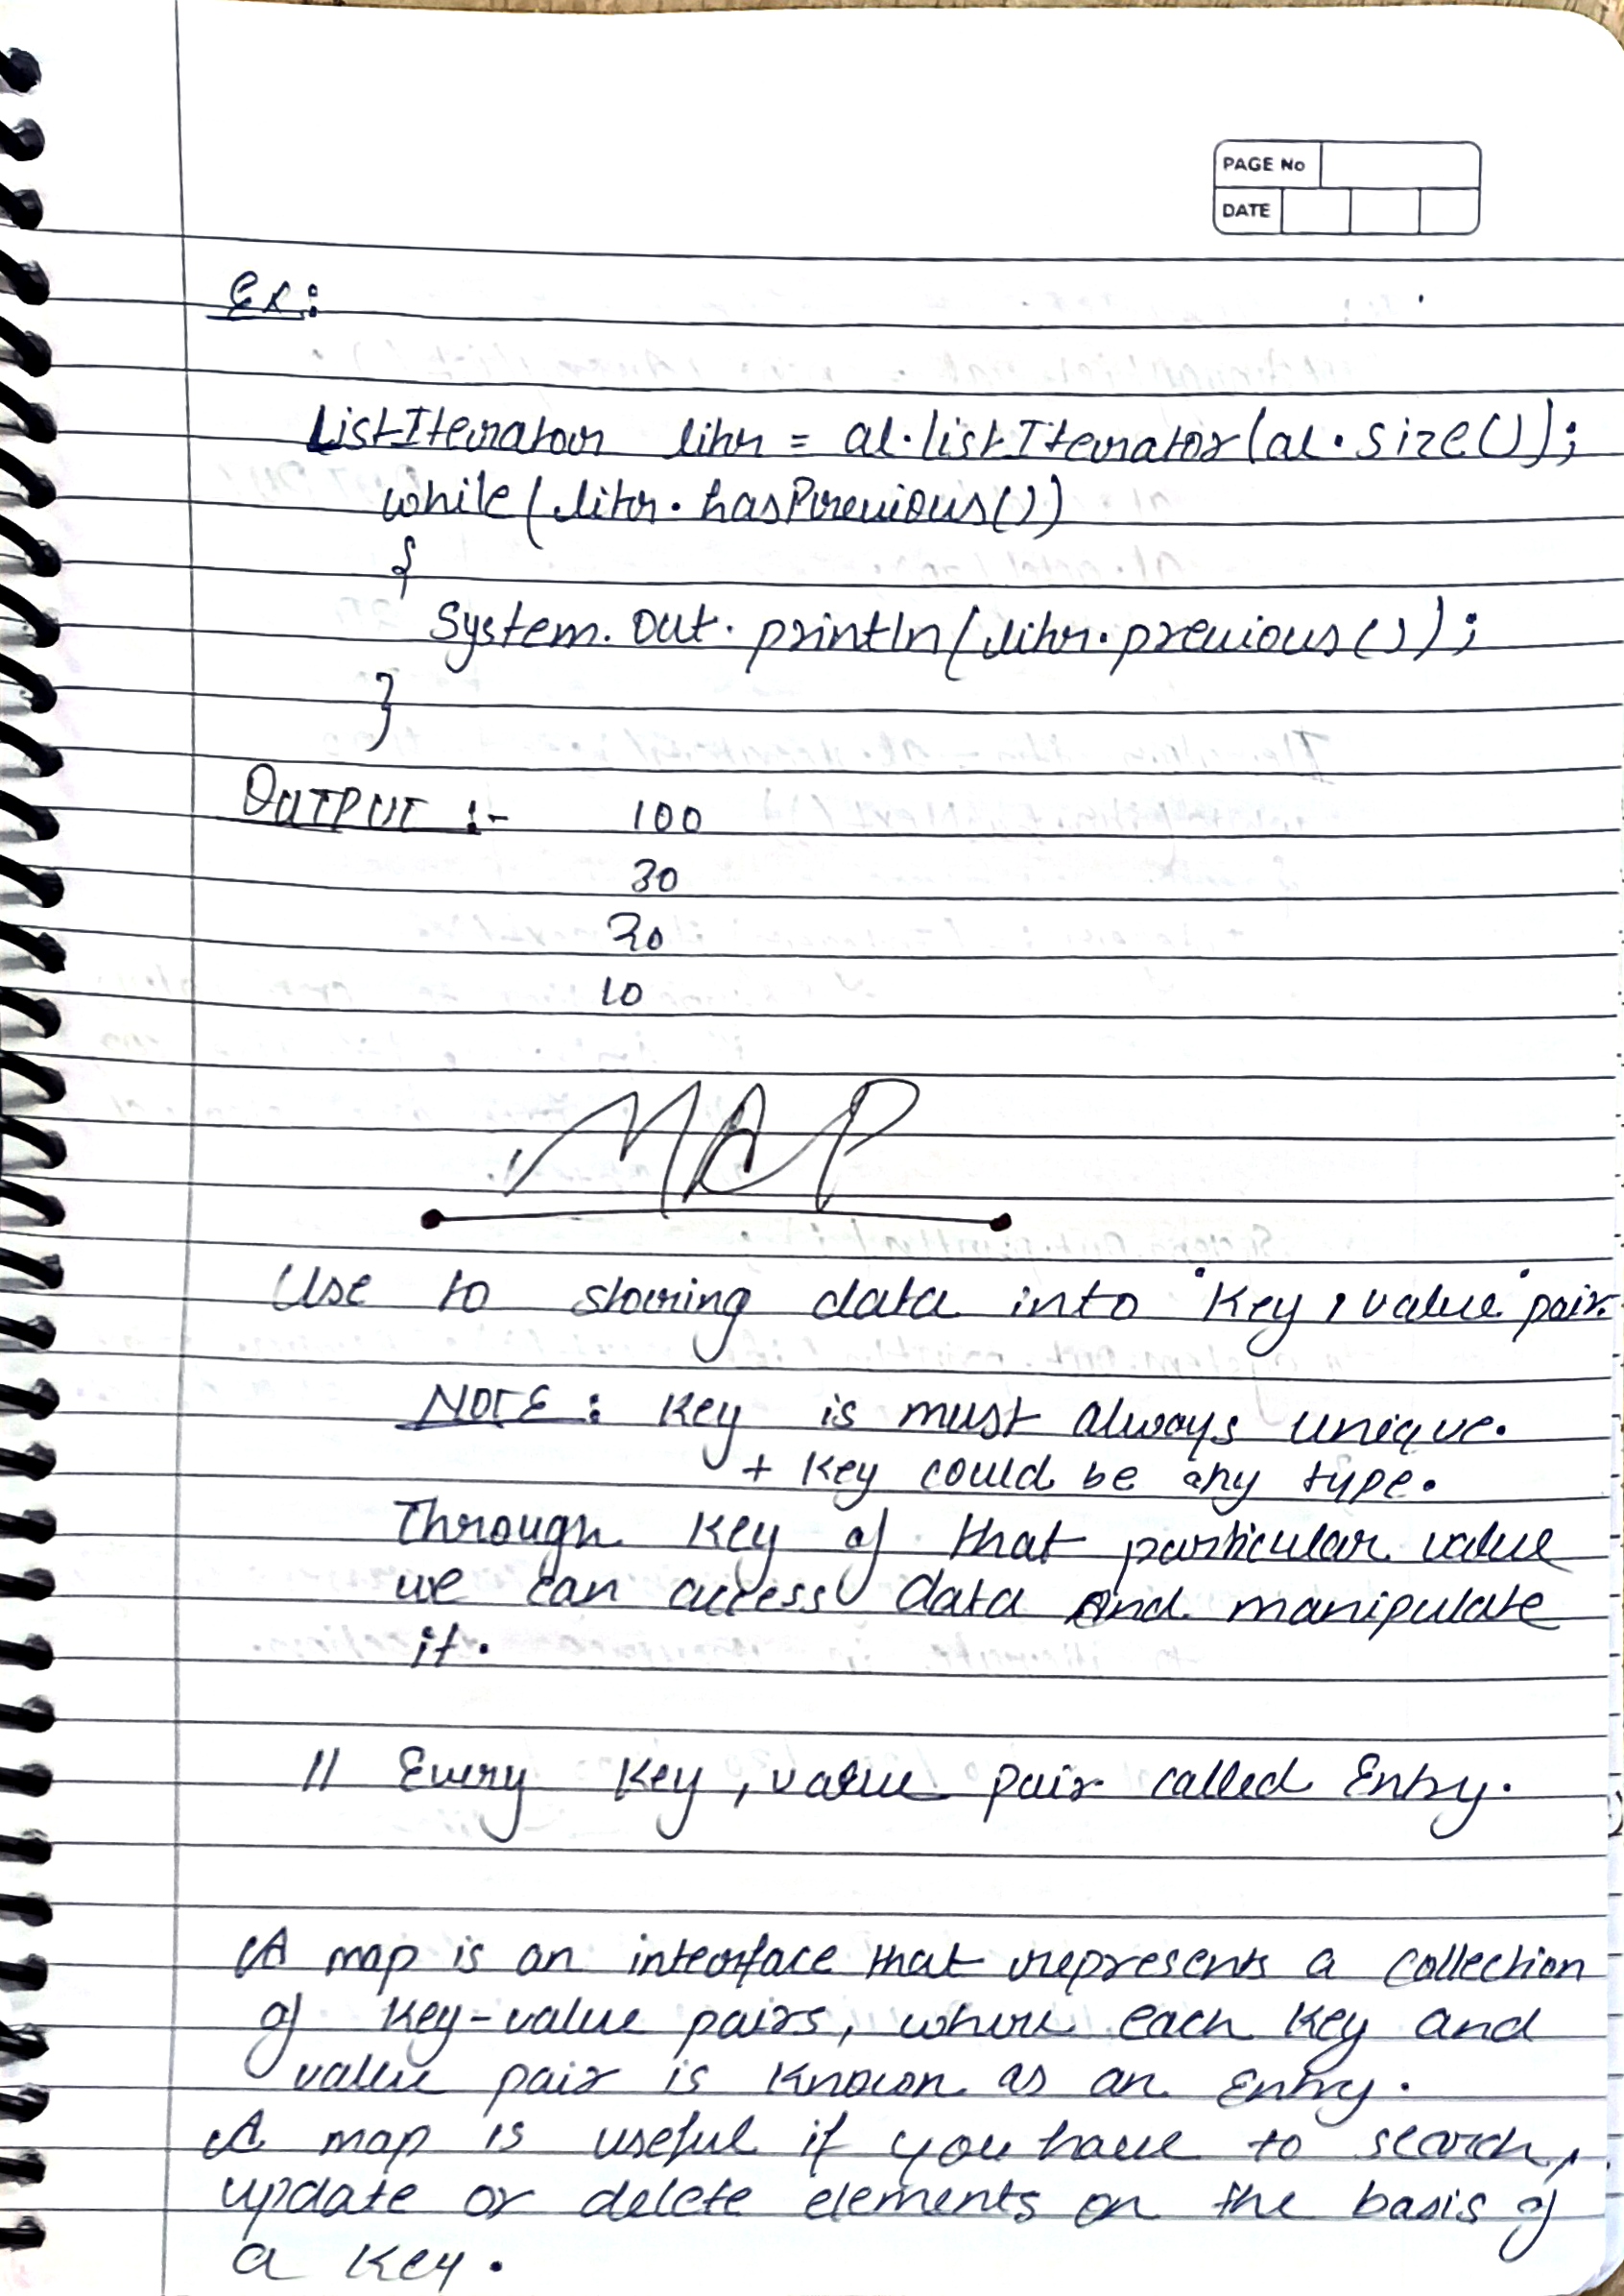 PAGE No
DATE
Ex:
ListIterator litr = al.listIterator(al.size());
while(litr.hasPrevious())
{
System.out.println(litr.previous());
}
OUTPUT :- 100
30
20
10
MAP
Use to storing data into "Key, value" pair.
NOTE: Key is must always unique.
+ Key could be any type.
Through Key of that particular value
we can access data and manipulate
it.
// Every Key, value pair called Entry.
A map is an interface that represents a collection
of Key-value pairs, where each Key and
value pair is known as an Entry.
A map is useful if you have to search,
update or delete elements on the basis of
a Key.